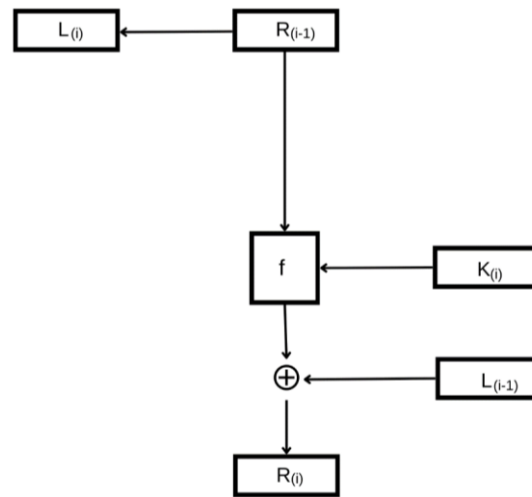 L(i)
R(i-1)
f
K(i)
L(i-1)
R(i)